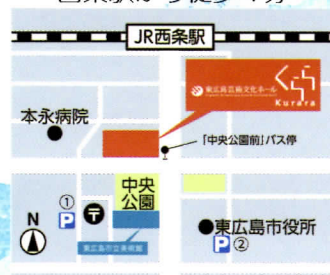 JR西条駅
東広島芸術文化ホール
くらら
Kurara
本永病院
「中央公園前」バス停
中央
公園
①
P
N
東広島市立美術館
東広島市役所
P ②